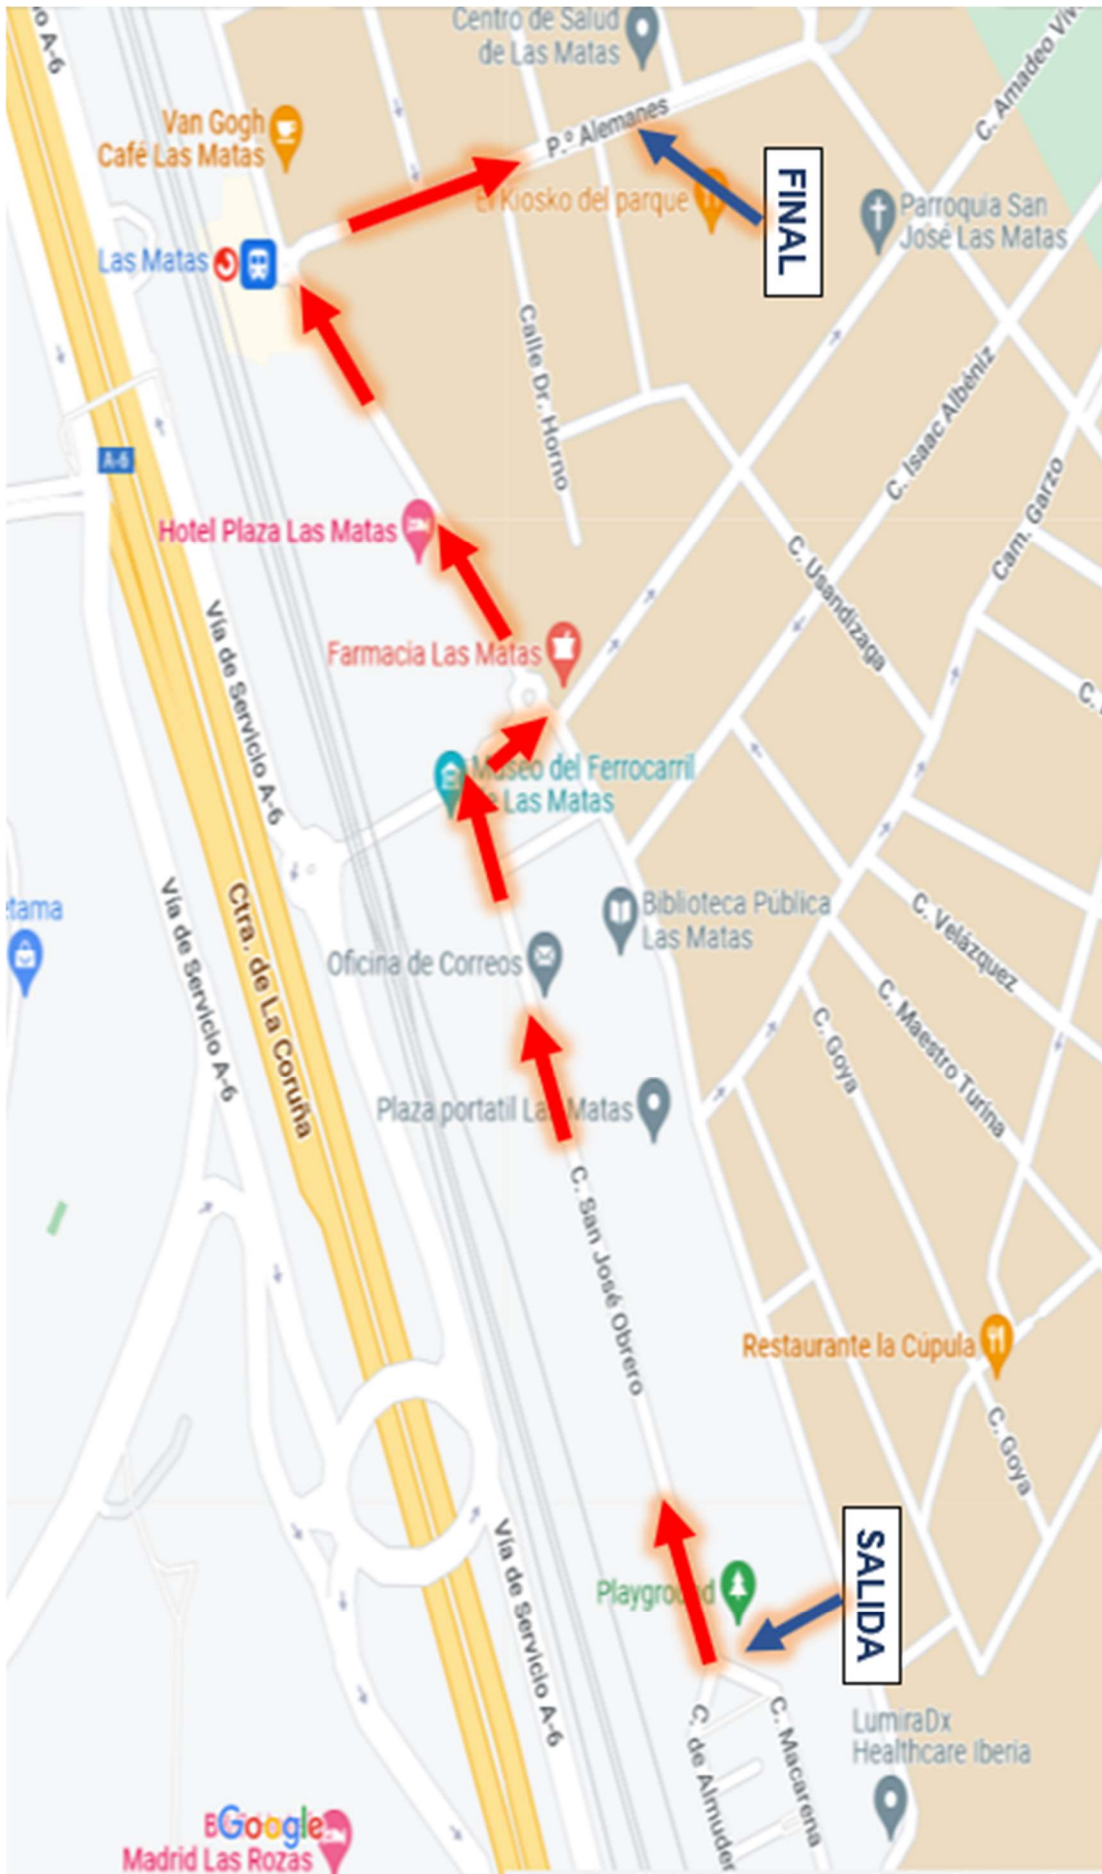 vo A-6
Centro de Salud
de Las Matas
C. Amadeo Viv
Van Gogh
Café Las Matas
P.º Alemanes
FINAL
El Kiosko del parque
Parroquia San
José Las Matas
Las Matas
Calle Dr. Horno
C. Isaac Albéniz
A-6
Cam. Garzo
Hotel Plaza Las Matas
C. Usandizaga
Vía de Servicio A-6
Farmacia Las Matas
C.
Museo del Ferrocarril
de Las Matas
Ctra. de La Coruña
Vía de Servicio A-6
etama
Biblioteca Pública
Las Matas
C. Velázquez
Oficina de Correos
C. Maestro Turina
C. Goya
Plaza portatil Las Matas
C. San José Obrero
Restaurante la Cúpula
C. Goya
SALIDA
Vía de Servicio A-6
Playground
C. Macarena
C. de Almuden
LumiraDx
Healthcare Iberia
Google
Madrid Las Rozas